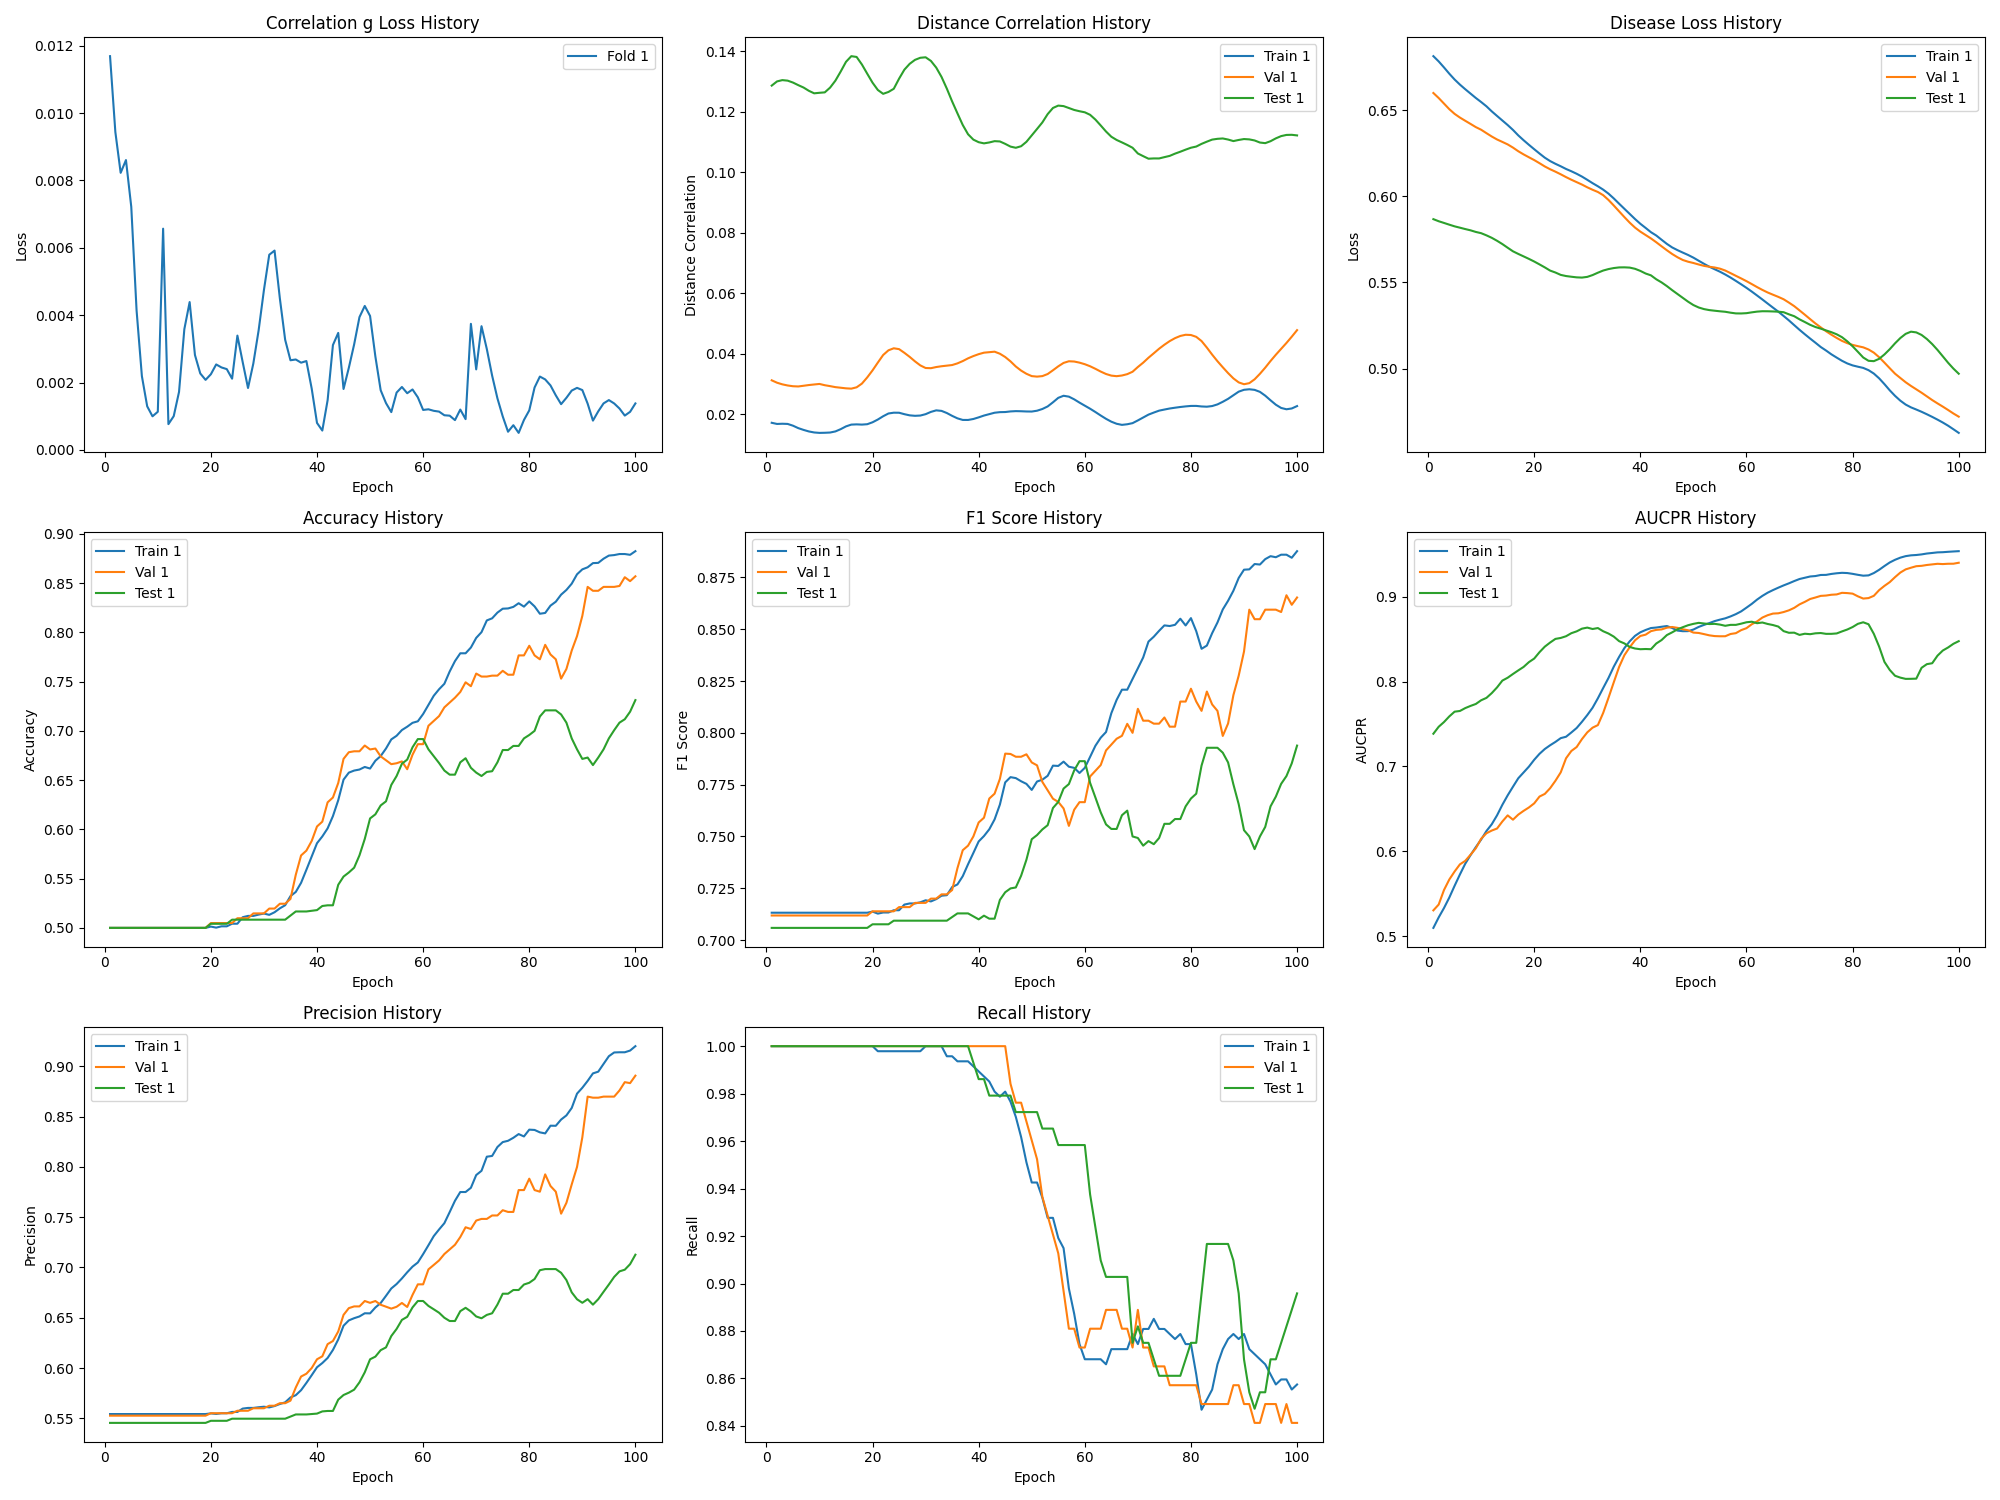 Correlation g Loss History
Fold 1
0.012
0.010
0.008
0.006
0.004
0.002
0.000
Loss
0 20 40 60 80 100
Epoch
Distance Correlation History
Train 1
Val 1
Test 1
0.14
0.12
0.10
0.08
0.06
0.04
0.02
Distance Correlation
0 20 40 60 80 100
Epoch
Disease Loss History
Train 1
Val 1
Test 1
0.65
0.60
0.55
0.50
Loss
0 20 40 60 80 100
Epoch
Accuracy History
Train 1
Val 1
Test 1
0.90
0.85
0.80
0.75
0.70
0.65
0.60
0.55
0.50
Accuracy
0 20 40 60 80 100
Epoch
F1 Score History
Train 1
Val 1
Test 1
0.875
0.850
0.825
0.800
0.775
0.750
0.725
0.700
F1 Score
0 20 40 60 80 100
Epoch
AUCPR History
Train 1
Val 1
Test 1
0.9
0.8
0.7
0.6
0.5
AUCPR
0 20 40 60 80 100
Epoch
Precision History
Train 1
Val 1
Test 1
0.90
0.85
0.80
0.75
0.70
0.65
0.60
0.55
Precision
0 20 40 60 80 100
Epoch
Recall History
Train 1
Val 1
Test 1
1.00
0.98
0.96
0.94
0.92
0.90
0.88
0.86
0.84
Recall
0 20 40 60 80 100
Epoch